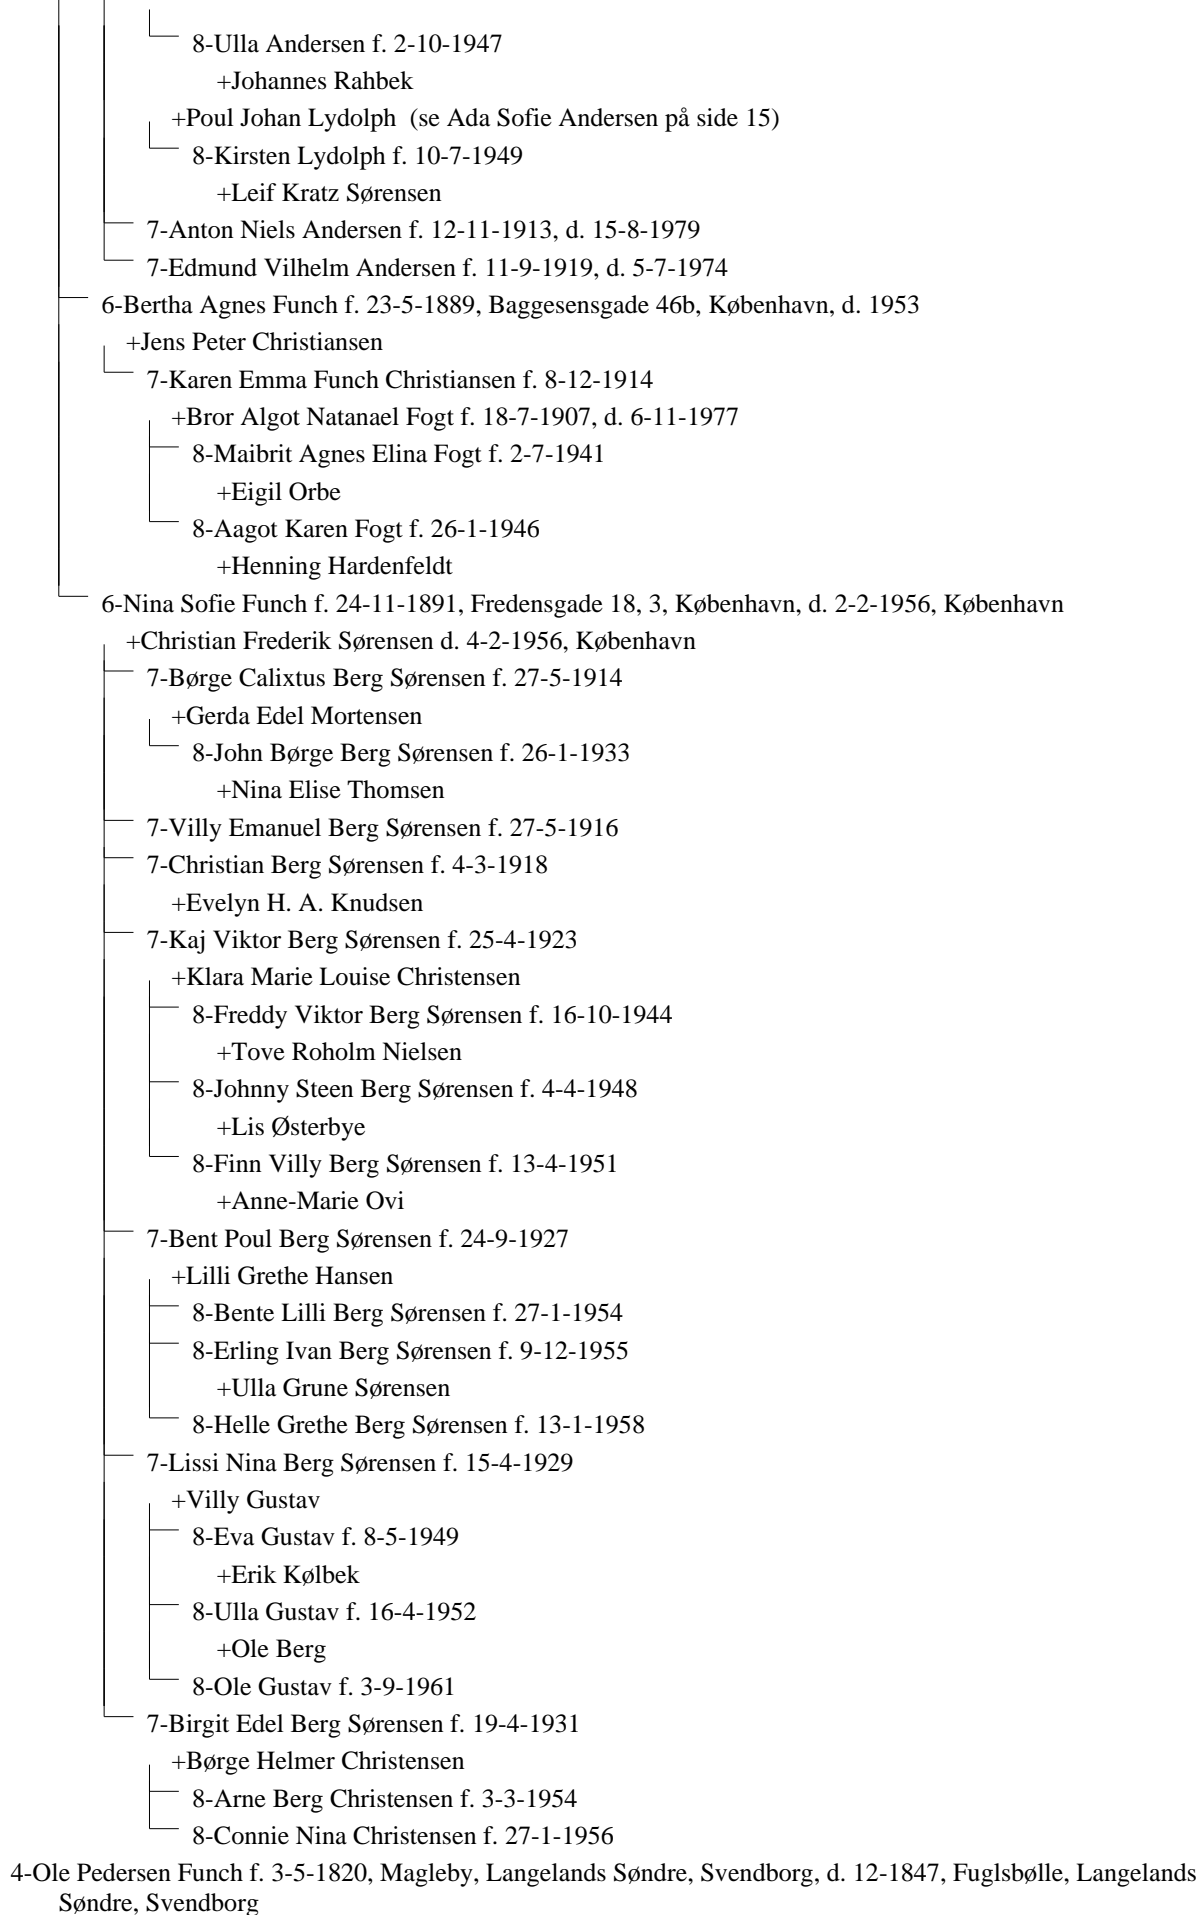 8-Ulla Andersen f. 2-10-1947
+Johannes Rahbek
+Poul Johan Lydolph (se Ada Sofie Andersen på side 15)
8-Kirsten Lydolph f. 10-7-1949
+Leif Kratz Sørensen
7-Anton Niels Andersen f. 12-11-1913, d. 15-8-1979
7-Edmund Vilhelm Andersen f. 11-9-1919, d. 5-7-1974
6-Bertha Agnes Funch f. 23-5-1889, Baggesensgade 46b, København, d. 1953
+Jens Peter Christiansen
7-Karen Emma Funch Christiansen f. 8-12-1914
+Bror Algot Natanael Fogt f. 18-7-1907, d. 6-11-1977
8-Maibrit Agnes Elina Fogt f. 2-7-1941
+Eigil Orbe
8-Aagot Karen Fogt f. 26-1-1946
+Henning Hardenfeldt
6-Nina Sofie Funch f. 24-11-1891, Fredensgade 18, 3, København, d. 2-2-1956, København
+Christian Frederik Sørensen d. 4-2-1956, København
7-Børge Calixtus Berg Sørensen f. 27-5-1914
+Gerda Edel Mortensen
8-John Børge Berg Sørensen f. 26-1-1933
+Nina Elise Thomsen
7-Villy Emanuel Berg Sørensen f. 27-5-1916
7-Christian Berg Sørensen f. 4-3-1918
+Evelyn H. A. Knudsen
7-Kaj Viktor Berg Sørensen f. 25-4-1923
+Klara Marie Louise Christensen
8-Freddy Viktor Berg Sørensen f. 16-10-1944
+Tove Roholm Nielsen
8-Johnny Steen Berg Sørensen f. 4-4-1948
+Lis Østerbye
8-Finn Villy Berg Sørensen f. 13-4-1951
+Anne-Marie Ovi
7-Bent Poul Berg Sørensen f. 24-9-1927
+Lilli Grethe Hansen
8-Bente Lilli Berg Sørensen f. 27-1-1954
8-Erling Ivan Berg Sørensen f. 9-12-1955
+Ulla Grune Sørensen
8-Helle Grethe Berg Sørensen f. 13-1-1958
7-Lissi Nina Berg Sørensen f. 15-4-1929
+Villy Gustav
8-Eva Gustav f. 8-5-1949
+Erik Kølbek
8-Ulla Gustav f. 16-4-1952
+Ole Berg
8-Ole Gustav f. 3-9-1961
7-Birgit Edel Berg Sørensen f. 19-4-1931
+Børge Helmer Christensen
8-Arne Berg Christensen f. 3-3-1954
8-Connie Nina Christensen f. 27-1-1956
4-Ole Pedersen Funch f. 3-5-1820, Magleby, Langelands Søndre, Svendborg, d. 12-1847, Fuglsbølle, Langelands
Søndre, Svendborg